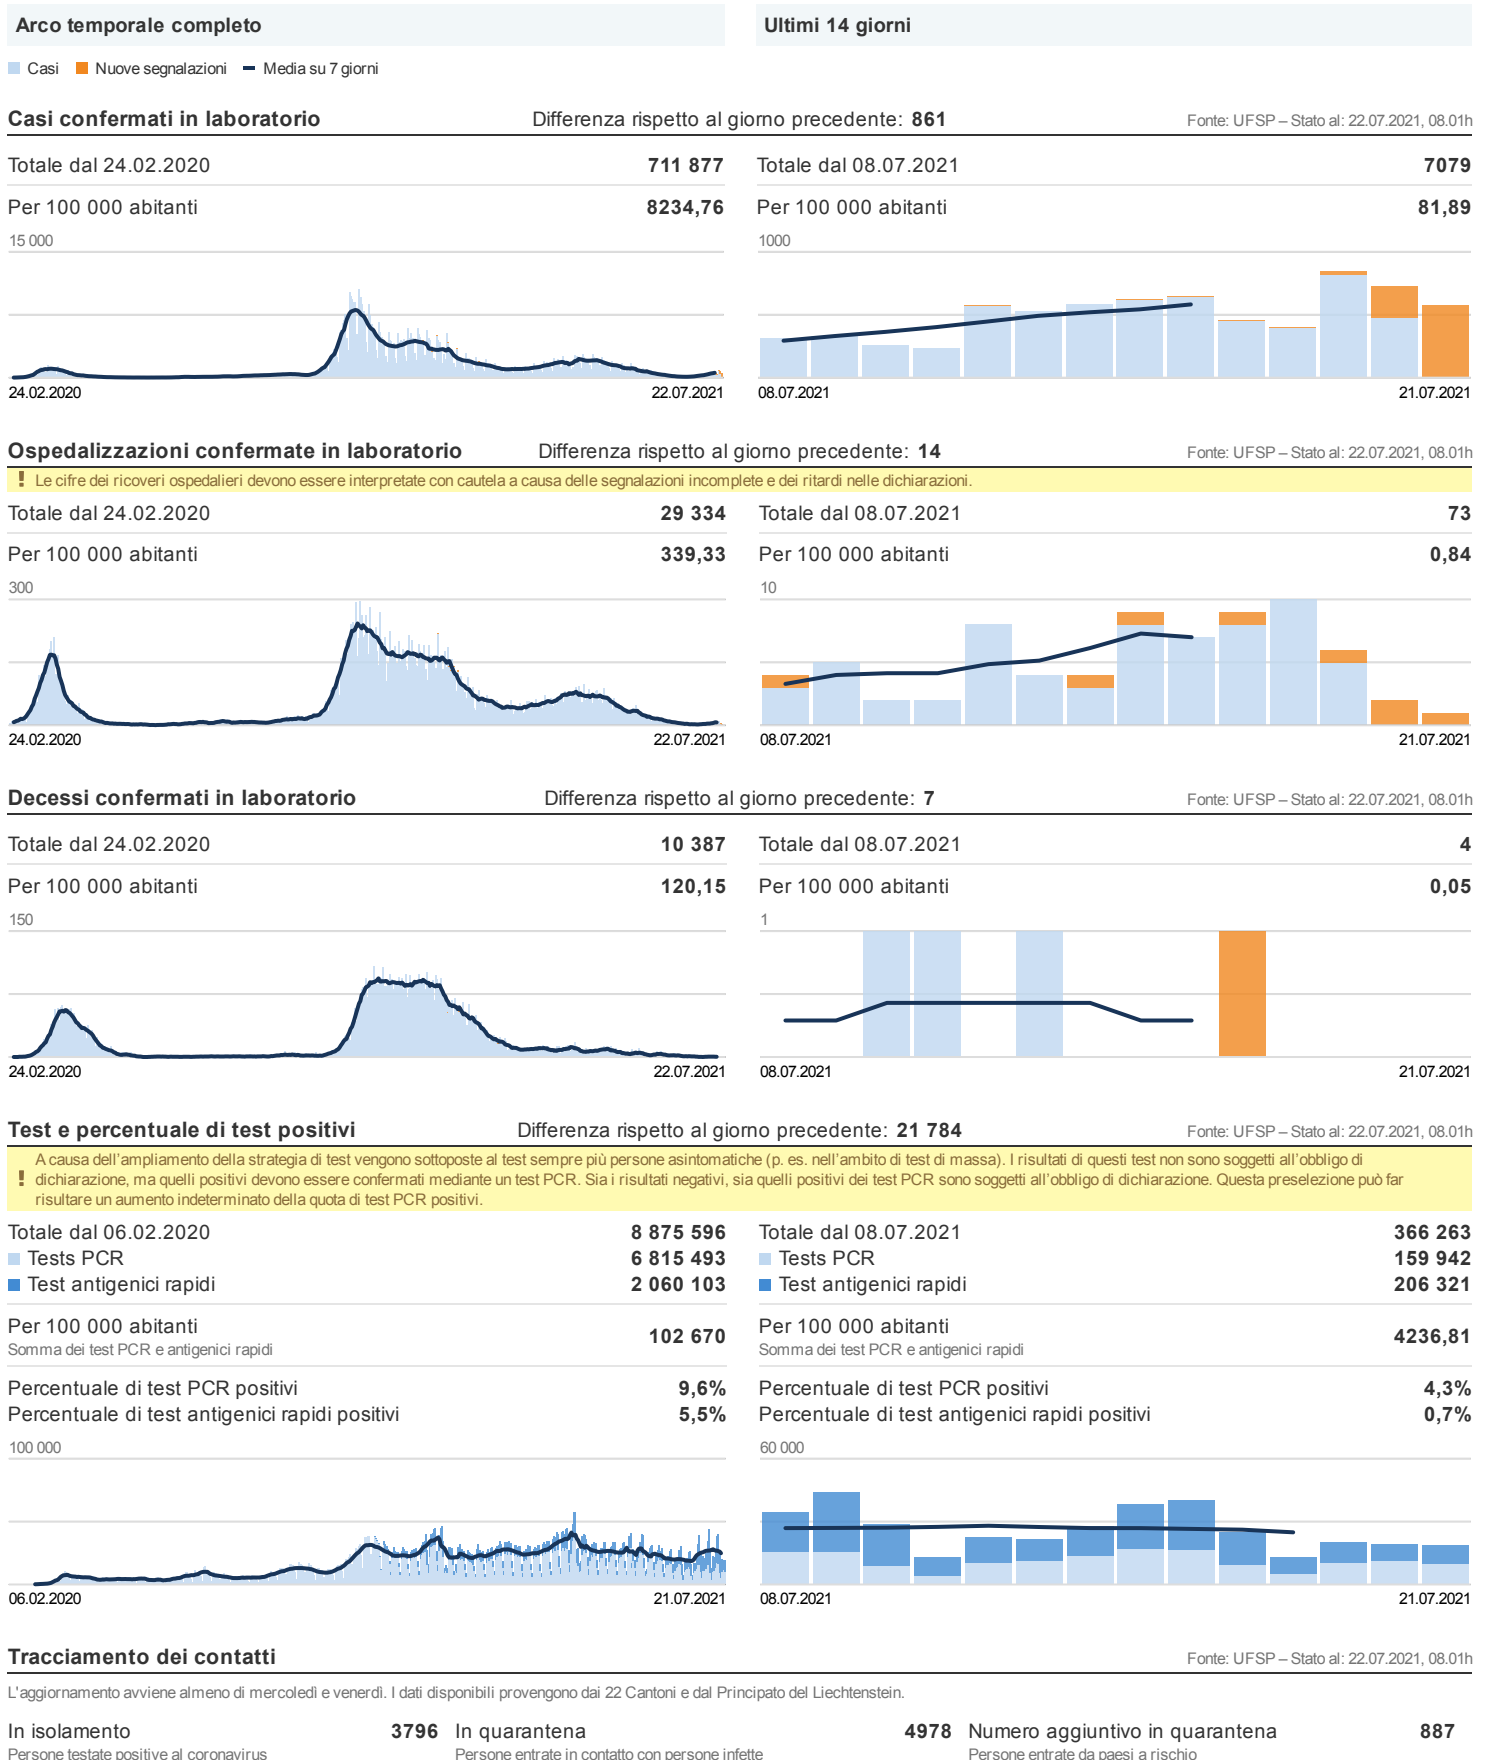 Arco temporale completo
Ultimi 14 giorni
Casi Nuove segnalazioni Media su 7 giorni
Casi confermati in laboratorio Differenza rispetto al giorno precedente: 861 Fonte: UFSP – Stato al: 22.07.2021, 08.01h
Totale dal 24.02.2020 711 877
Per 100 000 abitanti 8234,76
15 000
24.02.2020 22.07.2021
Totale dal 08.07.2021 7079
Per 100 000 abitanti 81,89
1000
08.07.2021 21.07.2021
Ospedalizzazioni confermate in laboratorio Differenza rispetto al giorno precedente: 14 Fonte: UFSP – Stato al: 22.07.2021, 08.01h
! Le cifre dei ricoveri ospedalieri devono essere interpretate con cautela a causa delle segnalazioni incomplete e dei ritardi nelle dichiarazioni.
Totale dal 24.02.2020 29 334
Per 100 000 abitanti 339,33
300
24.02.2020 22.07.2021
Totale dal 08.07.2021 73
Per 100 000 abitanti 0,84
10
08.07.2021 21.07.2021
Decessi confermati in laboratorio Differenza rispetto al giorno precedente: 7 Fonte: UFSP – Stato al: 22.07.2021, 08.01h
Totale dal 24.02.2020 10 387
Per 100 000 abitanti 120,15
150
24.02.2020 22.07.2021
Totale dal 08.07.2021 4
Per 100 000 abitanti 0,05
1
08.07.2021 21.07.2021
Test e percentuale di test positivi Differenza rispetto al giorno precedente: 21 784 Fonte: UFSP – Stato al: 22.07.2021, 08.01h
A causa dell'ampliamento della strategia di test vengono sottoposte al test sempre più persone asintomatiche (p. es. nell'ambito di test di massa). I risultati di questi test non sono soggetti all'obbligo di
! dichiarazione, ma quelli positivi devono essere confermati mediante un test PCR. Sia i risultati negativi, sia quelli positivi dei test PCR sono soggetti all'obbligo di dichiarazione. Questa preselezione può far
risultare un aumento indeterminato della quota di test PCR positivi.
Totale dal 06.02.2020 8 875 596
Tests PCR 6 815 493
Test antigenici rapidi 2 060 103
Per 100 000 abitanti 102 670
Somma dei test PCR e antigenici rapidi
Percentuale di test PCR positivi 9,6%
Percentuale di test antigenici rapidi positivi 5,5%
100 000
06.02.2020 21.07.2021
Totale dal 08.07.2021 366 263
Tests PCR 159 942
Test antigenici rapidi 206 321
Per 100 000 abitanti 4236,81
Somma dei test PCR e antigenici rapidi
Percentuale di test PCR positivi 4,3%
Percentuale di test antigenici rapidi positivi 0,7%
60 000
08.07.2021 21.07.2021
Tracciamento dei contatti Fonte: UFSP – Stato al: 22.07.2021, 08.01h
L'aggiornamento avviene almeno di mercoledì e venerdì. I dati disponibili provengono dai 22 Cantoni e dal Principato del Liechtenstein.
In isolamento 3796 In quarantena 4978 Numero aggiuntivo in quarantena 887
Persone testate positive al coronavirus Persone entrate in contatto con persone infette Persone entrate da paesi a rischio